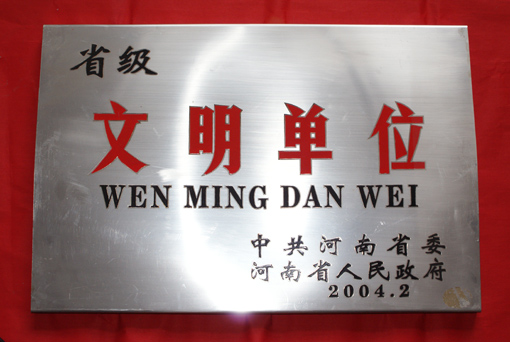 省级
文明单位
WEN MING DAN WEI
中共河南省委
河南省人民政府
2004.2